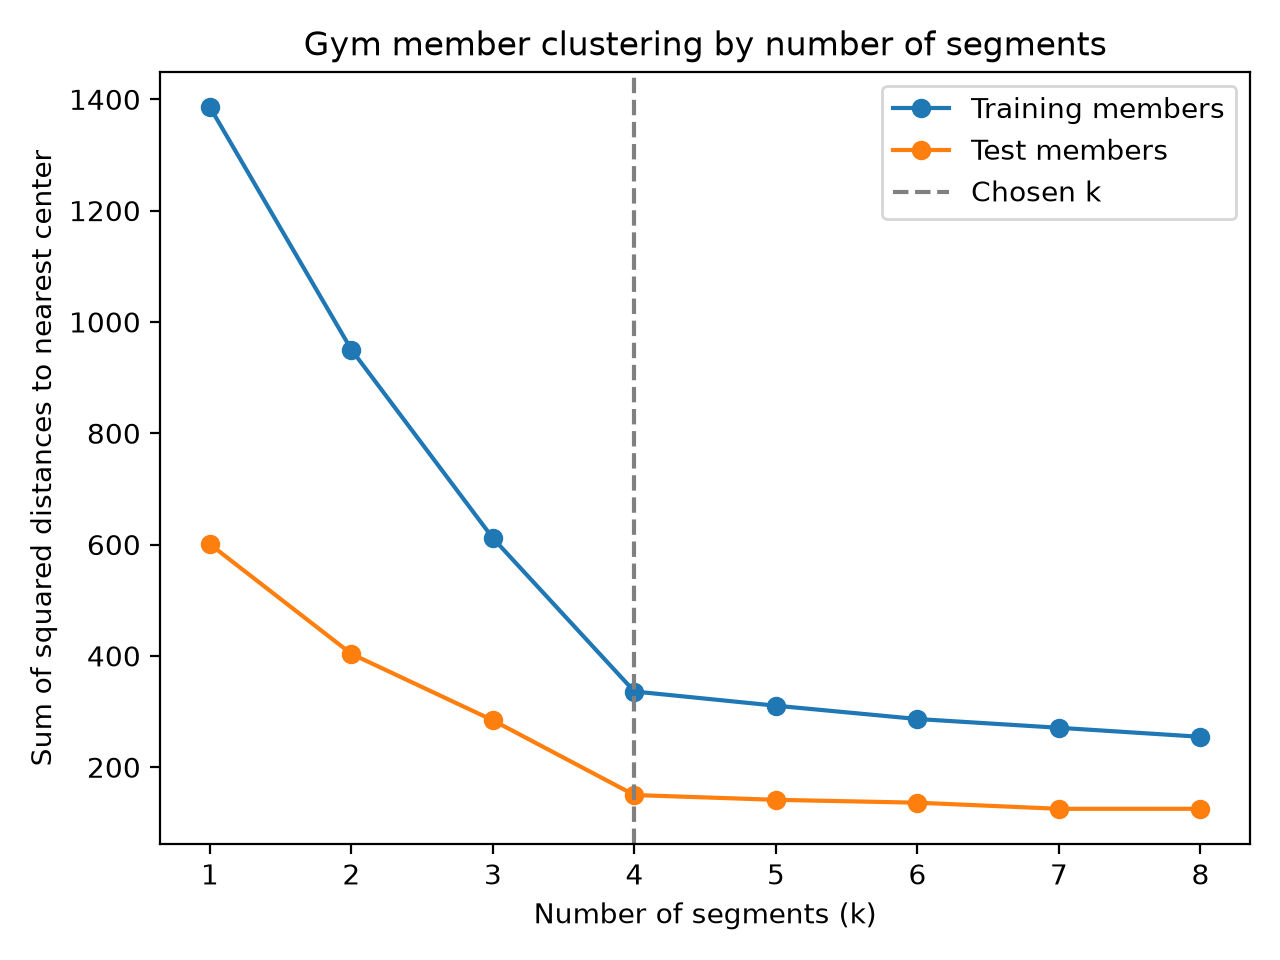 Gym member clustering by number of segments
Training members
Test members
Chosen k
Sum of squared distances to nearest center
1400
1200
1000
800
600
400
200
1 2 3 4 5 6 7 8
Number of segments (k)